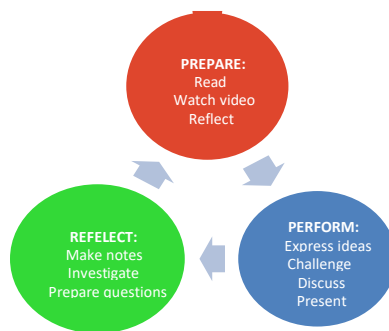 PREPARE:
Read
Watch video
Reflect
PERFORM:
Express ideas
Challenge
Discuss
Present
REFELECT:
Make notes
Investigate
Prepare questions